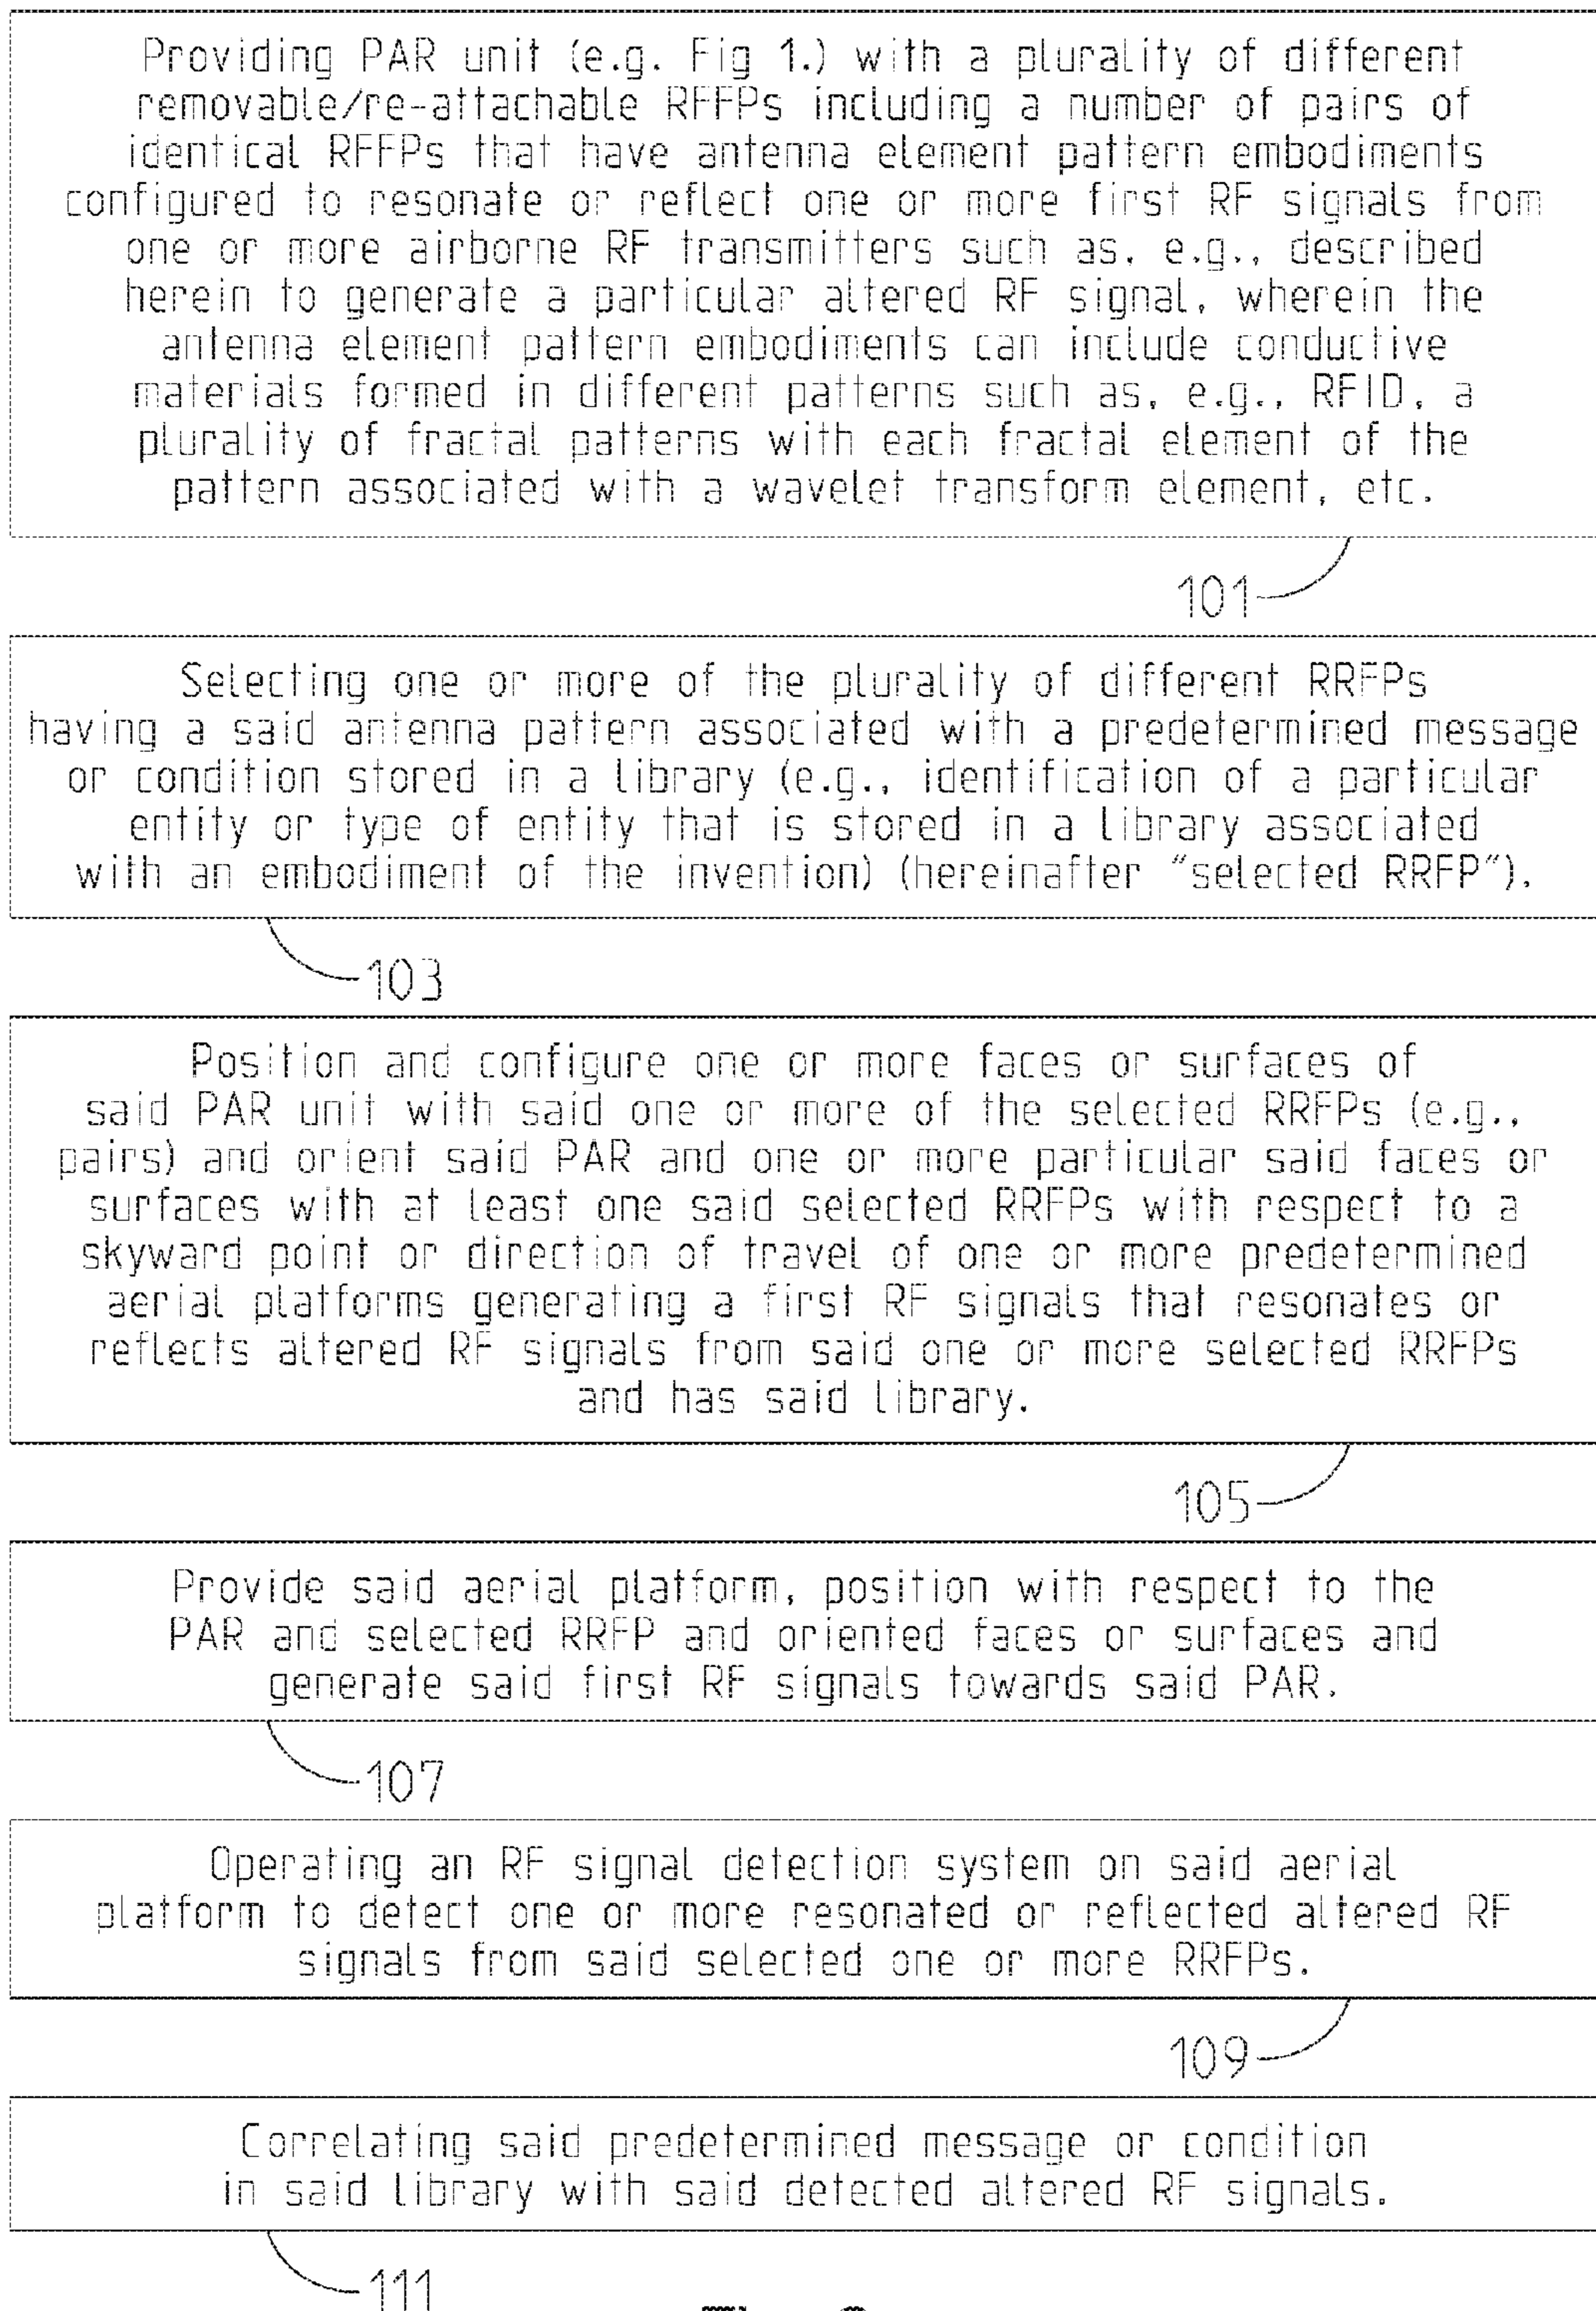 Providing PAR unit (e.g. Fig 1.) with a plurality of different
removable/re-attachable RFFPs including a number of pairs of
identical RFFPs that have antenna element pattern embodiments
configured to resonate or reflect one or more first RF signals from
one or more airborne RF transmitters such as, e.g., described
herein to generate a particular altered RF signal, wherein the
antenna element pattern embodiments can include conductive
materials formed in different patterns such as, e.g., RFID, a
plurality of fractal patterns with each fractal element of the
pattern associated with a wavelet transform element, etc.
101
Selecting one or more of the plurality of different RRFPs
having a said antenna pattern associated with a predetermined message
or condition stored in a library (e.g., identification of a particular
entity or type of entity that is stored in a library associated
with an embodiment of the invention) (hereinafter "selected RRFP").
103
Position and configure one or more faces or surfaces of
said PAR unit with said one or more of the selected RRFPs (e.g.,
pairs) and orient said PAR and one or more particular said faces or
surfaces with at least one said selected RRFPs with respect to a
skyward point or direction of travel of one or more predetermined
aerial platforms generating a first RF signals that resonates or
reflects altered RF signals from said one or more selected RRFPs
and has said library.
105
Provide said aerial platform, position with respect to the
PAR and selected RRFP and oriented faces or surfaces and
generate said first RF signals towards said PAR.
107
Operating an RF signal detection system on said aerial
platform to detect one or more resonated or reflected altered RF
signals from said selected one or more RRFPs.
109
Correlating said predetermined message or condition
in said library with said detected altered RF signals.
111